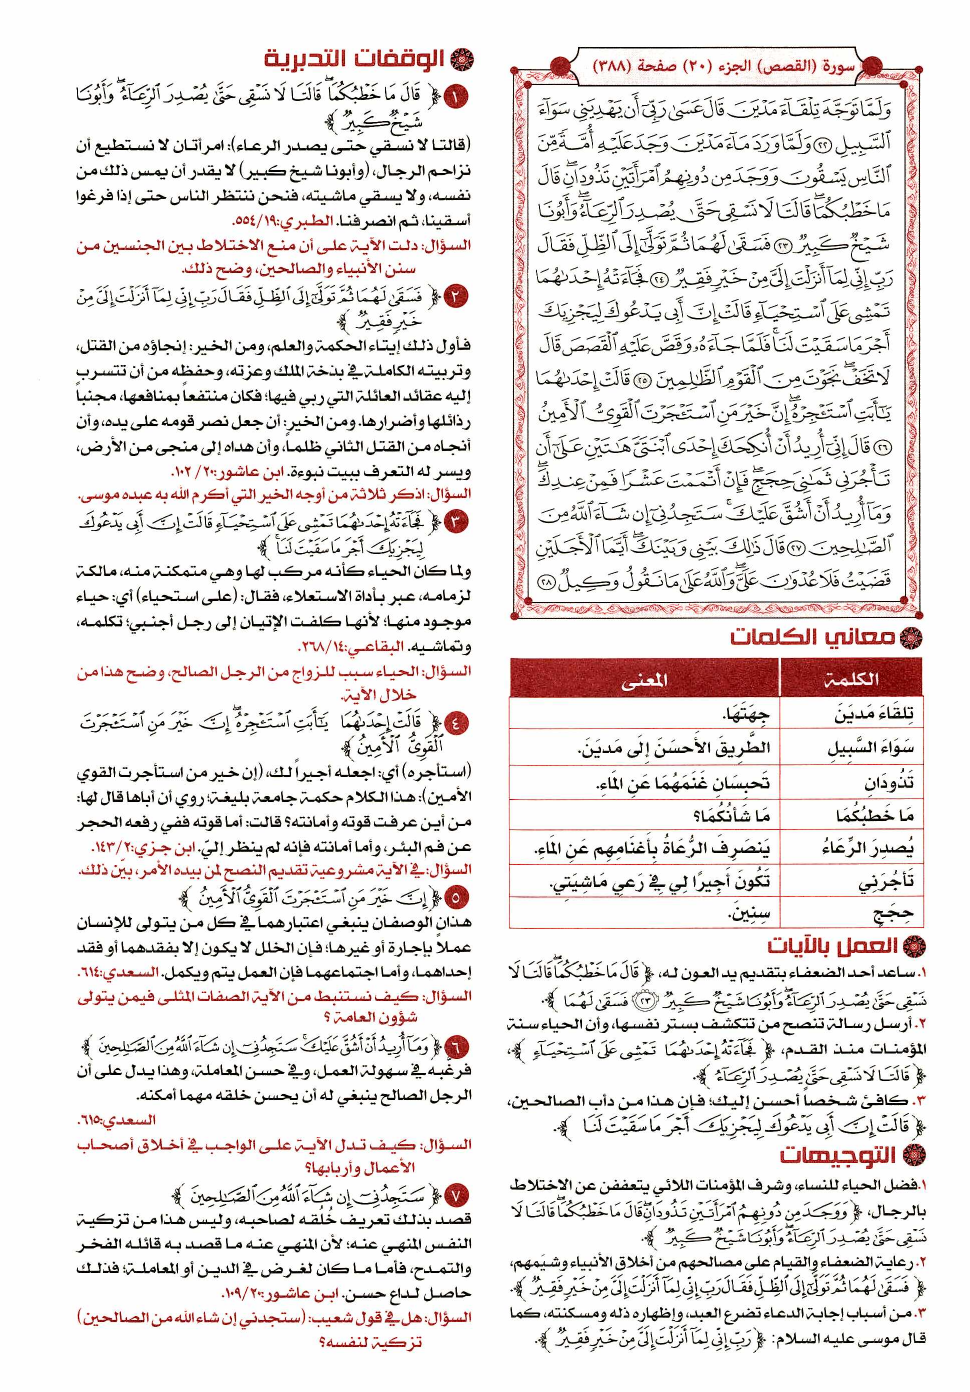 سورة (القصص) الجزء (٢٠) صفحة (٣٨٨)
وَلَمَّا تَوَجَّهَ تِلْقَاءَ مَدْيَنَ قَالَ عَسَى رَبِّي أَن يَهْدِيَنِي سَوَاءَ
السَّبِيلِ ٢٢ وَلَمَّا وَرَدَ مَاءَ مَدْيَنَ وَجَدَ عَلَيْهِ أُمَّةً مِّنَ
النَّاسِ يَسْقُونَ وَوَجَدَ مِن دُونِهِمُ امْرَأَتَيْنِ تَذُودَانِ قَالَ
مَا خَطْبُكُمَا قَالَتَا لَا نَسْقِي حَتَّى يُصْدِرَ الرِّعَاءُ وَأَبُونَا
شَيْخٌ كَبِيرٌ ٢٣ فَسَقَى لَهُمَا ثُمَّ تَوَلَّى إِلَى الظِّلِّ فَقَالَ
رَبِّ إِنِّي لِمَا أَنزَلْتَ إِلَيَّ مِنْ خَيْرٍ فَقِيرٌ ٢٤ فَجَاءَتْهُ إِحْدَاهُمَا
تَمْشِي عَلَى اسْتِحْيَاءٍ قَالَتْ إِنَّ أَبِي يَدْعُوكَ لِيَجْزِيَكَ
أَجْرَ مَا سَقَيْتَ لَنَا فَلَمَّا جَاءَهُ وَقَصَّ عَلَيْهِ الْقَصَصَ قَالَ
لَا تَخَفْ نَجَوْتَ مِنَ الْقَوْمِ الظَّالِمِينَ ٢٥ قَالَتْ إِحْدَاهُمَا
يَا أَبَتِ اسْتَأْجِرْهُ إِنَّ خَيْرَ مَنِ اسْتَأْجَرْتَ الْقَوِيُّ الْأَمِينُ
٢٦ قَالَ إِنِّي أُرِيدُ أَنْ أُنكِحَكَ إِحْدَى ابْنَتَيَّ هَاتَيْنِ عَلَى أَن
تَأْجُرَنِي ثَمَانِيَ حِجَجٍ فَإِنْ أَتْمَمْتَ عَشْرًا فَمِنْ عِندِكَ
وَمَا أُرِيدُ أَنْ أَشُقَّ عَلَيْكَ سَتَجِدُنِي إِن شَاءَ اللَّهُ مِنَ
الصَّالِحِينَ ٢٧ قَالَ ذَلِكَ بَيْنِي وَبَيْنَكَ أَيَّمَا الْأَجَلَيْنِ
قَضَيْتُ فَلَا عُدْوَانَ عَلَيَّ وَاللَّهُ عَلَى مَا نَقُولُ وَكِيلٌ ٢٨
معاني الكلمات
الكلمة المعنى
تِلْقَاءَ مَدْيَنَ جِهَتَهَا.
سَوَاءَ السَّبِيلِ الطَّرِيقَ الأَحْسَنَ إِلَى مَدْيَنَ.
تَذُودَانِ تَحْبِسَانِ غَنَمَهُمَا عَنِ المَاءِ.
مَا خَطْبُكُمَا مَا شَأْنُكُمَا؟
يُصْدِرَ الرِّعَاءُ يَنْصَرِفَ الرُّعَاةُ بِأَغْنَامِهِم عَنِ المَاءِ.
تَأْجُرَنِي تَكُونَ أَجِيرًا لِي فِي رَعْيِ مَاشِيَتِي.
حِجَجٍ سِنِينَ.
العمل بالآيات
١. ساعد أحد الضعفاء بتقديم يد العون له، ﴿ قَالَ مَا خَطْبُكُمَا قَالَتَا لَا
نَسْقِي حَتَّى يُصْدِرَ الرِّعَاءُ وَأَبُونَا شَيْخٌ كَبِيرٌ (٢٣) فَسَقَى لَهُمَا ﴾.
٢. أرسل رسالة تنصح من تتكشف بستر نفسها، وأن الحياء سنة
المؤمنات منذ القدم، ﴿ فَجَاءَتْهُ إِحْدَاهُمَا تَمْشِي عَلَى اسْتِحْيَاءٍ ﴾،
﴿ قَالَتَا لَا نَسْقِي حَتَّى يُصْدِرَ الرِّعَاءُ ﴾.
٣. كافئ شخصاً أحسن إليك؛ فإن هذا من دأب الصالحين،
﴿ قَالَتْ إِنَّ أَبِي يَدْعُوكَ لِيَجْزِيَكَ أَجْرَ مَا سَقَيْتَ لَنَا ﴾.
التوجيهات
١. فضل الحياء للنساء، وشرف المؤمنات اللائي يتعففن عن الاختلاط
بالرجال، ﴿ وَوَجَدَ مِن دُونِهِمُ امْرَأَتَيْنِ تَذُودَانِ قَالَ مَا خَطْبُكُمَا قَالَتَا لَا
نَسْقِي حَتَّى يُصْدِرَ الرِّعَاءُ وَأَبُونَا شَيْخٌ كَبِيرٌ ﴾.
٢. رعاية الضعفاء والقيام على مصالحهم من أخلاق الأنبياء وشيمهم،
﴿ فَسَقَى لَهُمَا ثُمَّ تَوَلَّى إِلَى الظِّلِّ فَقَالَ رَبِّ إِنِّي لِمَا أَنزَلْتَ إِلَيَّ مِنْ خَيْرٍ فَقِيرٌ ﴾.
٣. من أسباب إجابة الدعاء تضرع العبد، وإظهاره ذله ومسكنته، كما
قال موسى عليه السلام: ﴿ رَبِّ إِنِّي لِمَا أَنزَلْتَ إِلَيَّ مِنْ خَيْرٍ فَقِيرٌ ﴾.
الوقفات التدبرية
١ ﴿ قَالَ مَا خَطْبُكُمَا قَالَتَا لَا نَسْقِي حَتَّى يُصْدِرَ الرِّعَاءُ وَأَبُونَا
شَيْخٌ كَبِيرٌ ﴾
(قالتا لا نسقي حتى يصدر الرعاء): امرأتان لا نستطيع أن
نزاحم الرجال، (وأبونا شيخ كبير) لا يقدر أن يمس ذلك من
نفسه، ولا يسقي ماشيته، فنحن ننتظر الناس حتى إذا فرغوا
أسقينا، ثم انصرفنا. الطبري:٥٥٤/١٩.
السؤال: دلت الآية على أن منع الاختلاط بين الجنسين من
سنن الأنبياء والصالحين، وضح ذلك.
٢ ﴿ فَسَقَى لَهُمَا ثُمَّ تَوَلَّى إِلَى الظِّلِّ فَقَالَ رَبِّ إِنِّي لِمَا أَنزَلْتَ إِلَيَّ مِنْ
خَيْرٍ فَقِيرٌ ﴾
فأول ذلك إيتاء الحكمة والعلم، ومن الخير: إنجاؤه من القتل،
وتربيته الكاملة في بذخة الملك وعزته، وحفظه من أن تتسرب
إليه عقائد العائلة التي ربي فيها؛ فكان منتفعاً بمنافعها، مجنباً
رذائلها وأضرارها. ومن الخير: أن جعل نصر قومه على يده، وأن
أنجاه من القتل الثاني ظلماً، وأن هداه إلى منجى من الأرض،
ويسر له التعرف ببيت نبوءة. ابن عاشور:٢٠/ ١٠٢.
السؤال: اذكر ثلاثة من أوجه الخير التي أكرم الله به عبده موسى.
٣ ﴿ فَجَاءَتْهُ إِحْدَاهُمَا تَمْشِي عَلَى اسْتِحْيَاءٍ قَالَتْ إِنَّ أَبِي يَدْعُوكَ
لِيَجْزِيَكَ أَجْرَ مَا سَقَيْتَ لَنَا ﴾
ولما كان الحياء كأنه مركب لها وهي متمكنة منه، مالكة
لزمامه، عبر بأداة الاستعلاء، فقال: (على استحياء) أي: حياء
موجود منها؛ لأنها كلفت الإتيان إلى رجل أجنبي؛ تكلمه،
وتماشيه. البقاعي:٢٦٨/١٤.
السؤال: الحياء سبب للزواج من الرجل الصالح، وضح هذا من
خلال الآية.
٤ ﴿ قَالَتْ إِحْدَاهُمَا يَا أَبَتِ اسْتَأْجِرْهُ إِنَّ خَيْرَ مَنِ اسْتَأْجَرْتَ
الْقَوِيُّ الْأَمِينُ ﴾
(استأجره) أي: اجعله أجيراً لك، (إن خير من استأجرت القوي
الأمين): هذا الكلام حكمة جامعة بليغة؛ روي أن أباها قال لها:
من أين عرفت قوته وأمانته؟ قالت: أما قوته ففي رفعه الحجر
عن فم البئر، وأما أمانته فإنه لم ينظر إليّ. ابن جزي:١٤٣/٢.
السؤال: في الآية مشروعية تقديم النصح لمن بيده الأمر، بيّن ذلك.
٥ ﴿ إِنَّ خَيْرَ مَنِ اسْتَأْجَرْتَ الْقَوِيُّ الْأَمِينُ ﴾
هذان الوصفان ينبغي اعتبارهما في كل من يتولى للإنسان
عملاً بإجارة أو غيرها؛ فإن الخلل لا يكون إلا بفقدهما أو فقد
إحداهما، وأما اجتماعهما فإن العمل يتم ويكمل. السعدي:٦١٤.
السؤال: كيف نستنبط من الآية الصفات المثلى فيمن يتولى
شؤون العامة ؟
٦ ﴿ وَمَا أُرِيدُ أَنْ أَشُقَّ عَلَيْكَ سَتَجِدُنِي إِن شَاءَ اللَّهُ مِنَ الصَّالِحِينَ ﴾
فرغبه في سهولة العمل، وفي حسن المعاملة، وهذا يدل على أن
الرجل الصالح ينبغي له أن يحسن خلقه مهما أمكنه.
السعدي:٦١٥.
السؤال: كيف تدل الآية على الواجب في أخلاق أصحاب
الأعمال وأربابها؟
٧ ﴿ سَتَجِدُنِي إِن شَاءَ اللَّهُ مِنَ الصَّالِحِينَ ﴾
قصد بذلك تعريف خُلُقه لصاحبه، وليس هذا من تزكية
النفس المنهي عنه؛ لأن المنهي عنه ما قصد به قائله الفخر
والتمدح، فأما ما كان لغرض في الدين أو المعاملة؛ فذلك
حاصل لداع حسن. ابن عاشور:١٠٩/٢٠.
السؤال: هل في قول شعيب: (ستجدني إن شاء الله من الصالحين)
تزكية لنفسه؟